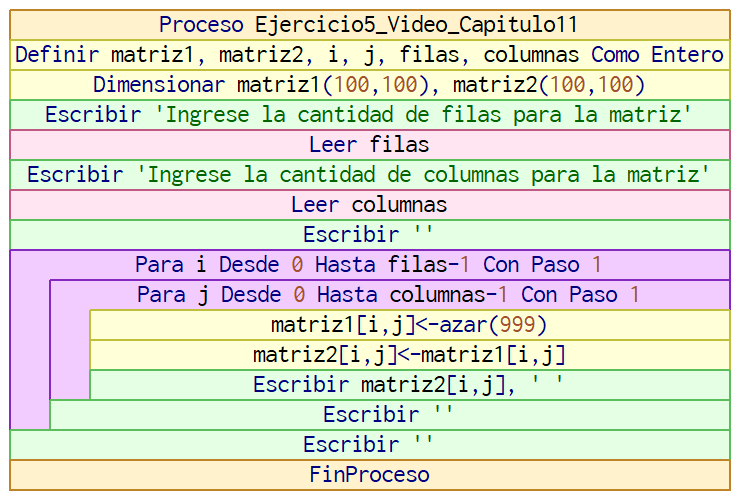 Proceso Ejercicio5_Video_Capitulo11
Definir matriz1, matriz2, i, j, filas, columnas Como Entero
Dimensionar matriz1(100,100), matriz2(100,100)
Escribir 'Ingrese la cantidad de filas para la matriz'
Leer filas
Escribir 'Ingrese la cantidad de columnas para la matriz'
Leer columnas
Escribir ''
Para i Desde 0 Hasta filas-1 Con Paso 1
Para j Desde 0 Hasta columnas-1 Con Paso 1
matriz1[i,j]<-azar(999)
matriz2[i,j]<-matriz1[i,j]
Escribir matriz2[i,j], ' '
Escribir ''
Escribir ''
FinProceso